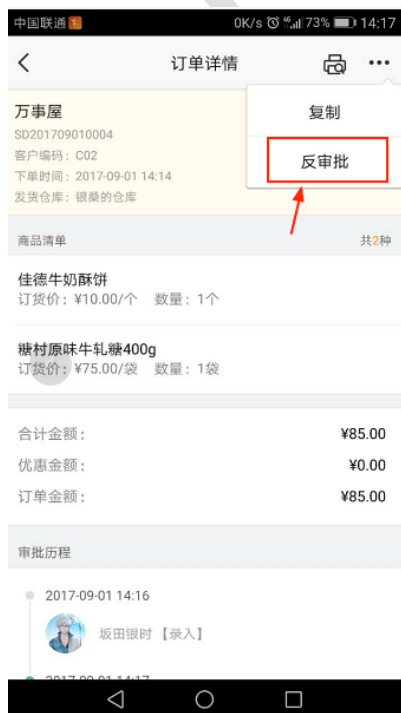 中国联通 0K/s 4G 73% 14:17
订单详情
复制
反审批
万事屋
SD201709010004
客户编码：C02
下单时间：2017-09-01 14:14
发货仓库：银桑的仓库
商品清单 共2种
佳德牛奶酥饼
订货价：¥10.00/个 数量：1个
糖村原味牛轧糖400g
订货价：¥75.00/袋 数量：1袋
合计金额： ¥85.00
优惠金额： ¥0.00
订单金额： ¥85.00
审批历程
2017-09-01 14:16
坂田银时【录入】
2017-09-01 14:17